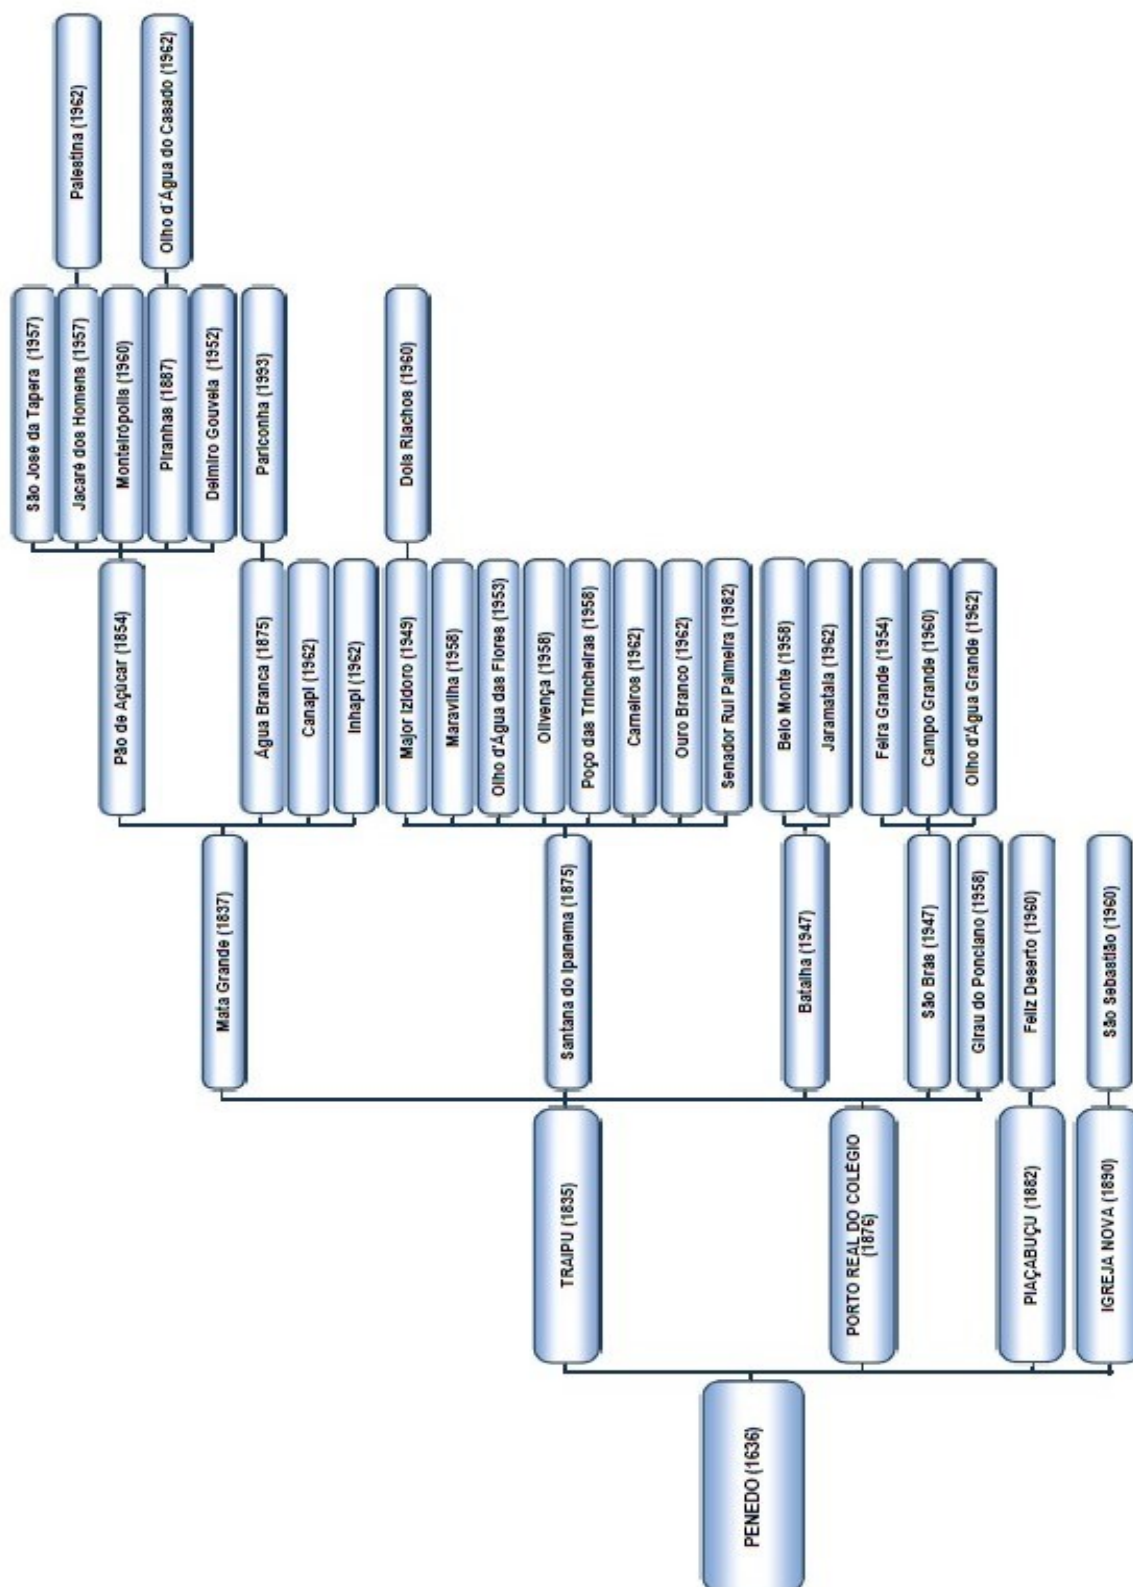 PENEDO (1636)
TRAIPU (1835)
PORTO REAL DO COLÉGIO
(1876)
PIAÇABUÇU (1882)
IGREJA NOVA (1890)
Mata Grande (1837)
Santana do Ipanema (1875)
Batalha (1947)
São Brás (1947)
Girau do Ponciano (1958)
Feliz Deserto (1960)
São Sebastião (1960)
Pão de Açúcar (1854)
Água Branca (1875)
Canapi (1962)
Inhapi (1962)
Major Izidoro (1949)
Maravilha (1958)
Olho d'Água das Flores (1953)
Olivença (1958)
Poço das Trincheiras (1958)
Carneiros (1962)
Ouro Branco (1962)
Senador Rui Palmeira (1982)
Belo Monte (1958)
Jaramataia (1962)
Feira Grande (1954)
Campo Grande (1960)
Olho d'Água Grande (1962)
São José da Tapera (1957)
Jacaré dos Homens (1957)
Monteirópolis (1960)
Piranhas (1887)
Delmiro Gouveia (1952)
Pariconha (1993)
Dois Riachos (1960)
Palestina (1962)
Olho d'Água do Casado (1962)